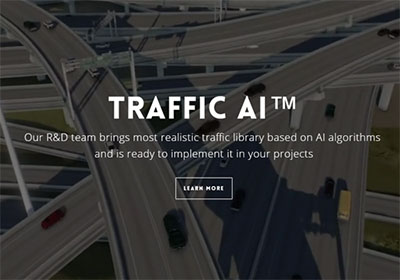 TRAFFIC AI™
Our R&D team brings most realistic traffic library based on AI algorithms
and is ready to implement it in your projects
LEARN MORE